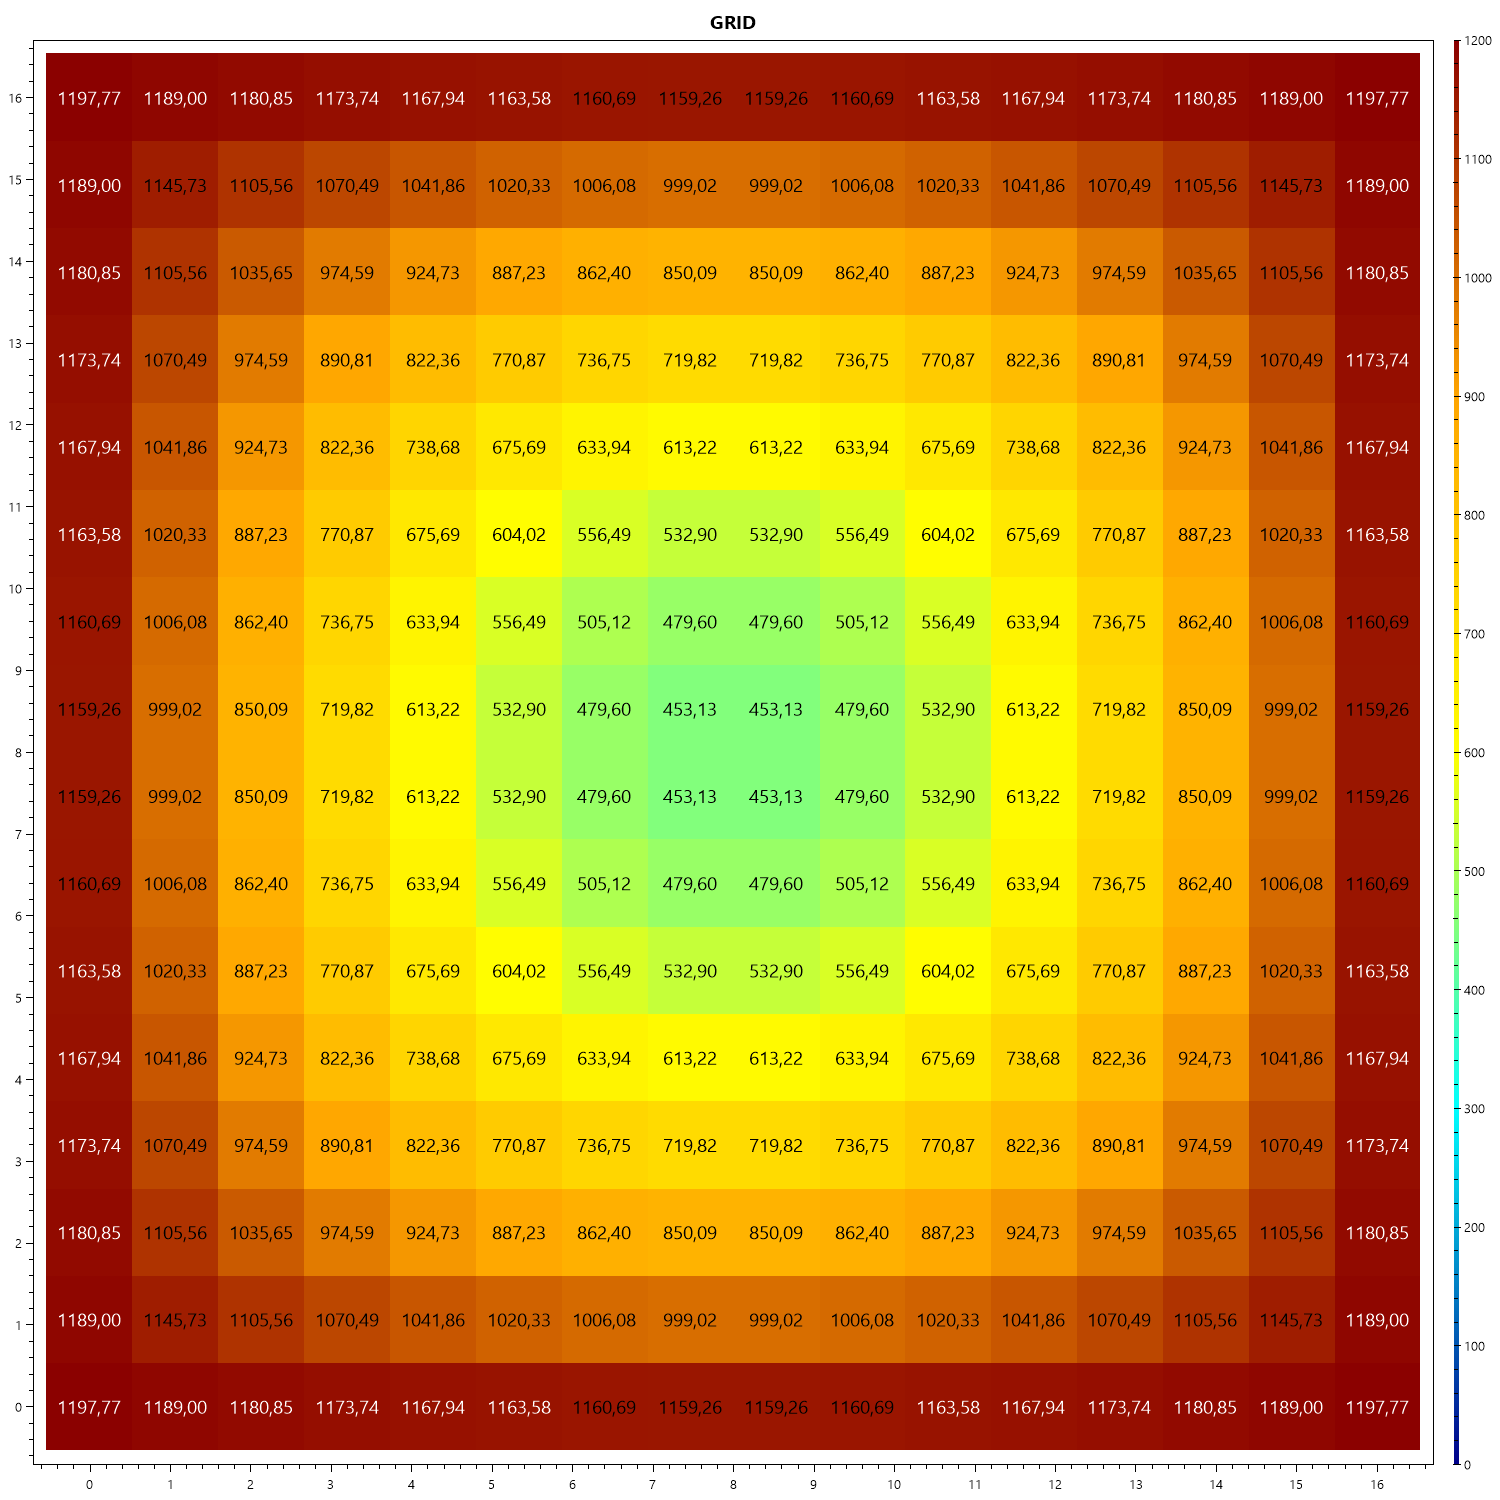 GRID
1200
16 1197,77 1189,00 1180,85 1173,74 1167,94 1163,58 1160,69 1159,26 1159,26 1160,69 1163,58 1167,94 1173,74 1180,85 1189,00 1197,77
1100
15 1189,00 1145,73 1105,56 1070,49 1041,86 1020,33 1006,08 999,02 999,02 1006,08 1020,33 1041,86 1070,49 1105,56 1145,73 1189,00
14 1180,85 1105,56 1035,65 974,59 924,73 887,23 862,40 850,09 850,09 862,40 887,23 924,73 974,59 1035,65 1105,56 1180,85
1000
13 1173,74 1070,49 974,59 890,81 822,36 770,87 736,75 719,82 719,82 736,75 770,87 822,36 890,81 974,59 1070,49 1173,74
900
12 1167,94 1041,86 924,73 822,36 738,68 675,69 633,94 613,22 613,22 633,94 675,69 738,68 822,36 924,73 1041,86 1167,94
11 1163,58 1020,33 887,23 770,87 675,69 604,02 556,49 532,90 532,90 556,49 604,02 675,69 770,87 887,23 1020,33 1163,58
800
10 1160,69 1006,08 862,40 736,75 633,94 556,49 505,12 479,60 479,60 505,12 556,49 633,94 736,75 862,40 1006,08 1160,69
700
9 1159,26 999,02 850,09 719,82 613,22 532,90 479,60 453,13 453,13 479,60 532,90 613,22 719,82 850,09 999,02 1159,26
8
600
1159,26 999,02 850,09 719,82 613,22 532,90 479,60 453,13 453,13 479,60 532,90 613,22 719,82 850,09 999,02 1159,26
7
500
1160,69 1006,08 862,40 736,75 633,94 556,49 505,12 479,60 479,60 505,12 556,49 633,94 736,75 862,40 1006,08 1160,69
6
1163,58 1020,33 887,23 770,87 675,69 604,02 556,49 532,90 532,90 556,49 604,02 675,69 770,87 887,23 1020,33 1163,58
400
5
1167,94 1041,86 924,73 822,36 738,68 675,69 633,94 613,22 613,22 633,94 675,69 738,68 822,36 924,73 1041,86 1167,94
4
300
1173,74 1070,49 974,59 890,81 822,36 770,87 736,75 719,82 719,82 736,75 770,87 822,36 890,81 974,59 1070,49 1173,74
3
200
1180,85 1105,56 1035,65 974,59 924,73 887,23 862,40 850,09 850,09 862,40 887,23 924,73 974,59 1035,65 1105,56 1180,85
2
1 1189,00 1145,73 1105,56 1070,49 1041,86 1020,33 1006,08 999,02 999,02 1006,08 1020,33 1041,86 1070,49 1105,56 1145,73 1189,00
100
0 1197,77 1189,00 1180,85 1173,74 1167,94 1163,58 1160,69 1159,26 1159,26 1160,69 1163,58 1167,94 1173,74 1180,85 1189,00 1197,77
0
0 1 2 3 4 5 6 7 8 9 10 11 12 13 14 15 16